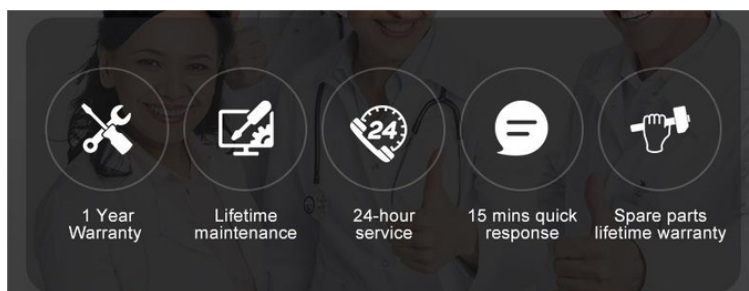 24
1 Year
Warranty
Lifetime
maintenance
24-hour
service
15 mins quick
response
Spare parts
lifetime warranty